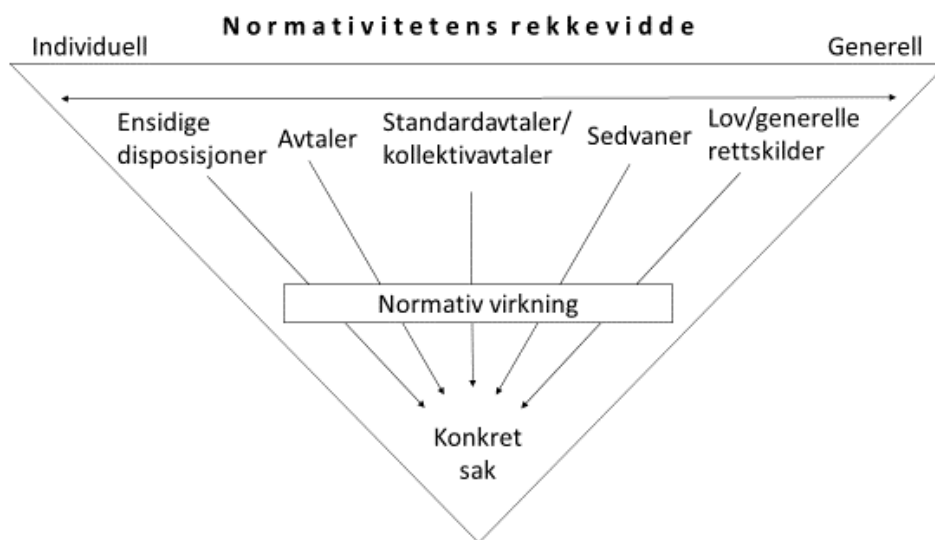 Normativitetens rekkevidde
Individuell
Generell
Ensidige
disposisjoner
Avtaler
Standardavtaler/
kollektivavtaler
Sedvaner
Lov/generelle
rettskilder
Normativ virkning
Konkret
sak